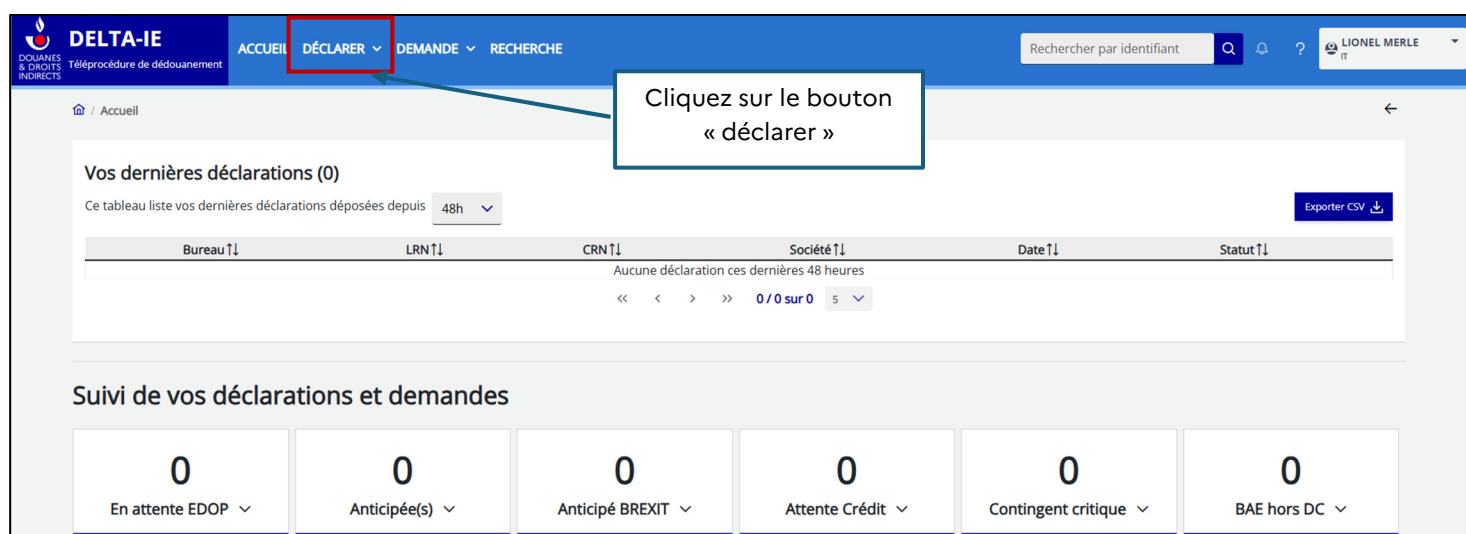 DOUANES
& DROITS
INDIRECTS
DELTA-IE
Téléprocédure de dédouanement
ACCUEIL DÉCLARER DEMANDE RECHERCHE
Rechercher par identifiant
?
LIONEL MERLE
IT
Cliquez sur le bouton
« déclarer »
/ Accueil
Vos dernières déclarations (0)
Ce tableau liste vos dernières déclarations déposées depuis 48h
Exporter CSV
Bureau LRN CRN Société Date Statut
Aucune déclaration ces dernières 48 heures
<< < > >> 0 / 0 sur 0 5
Suivi de vos déclarations et demandes
0 0 0 0 0 0
En attente EDOP Anticipée(s) Anticipé BREXIT Attente Crédit Contingent critique BAE hors DC